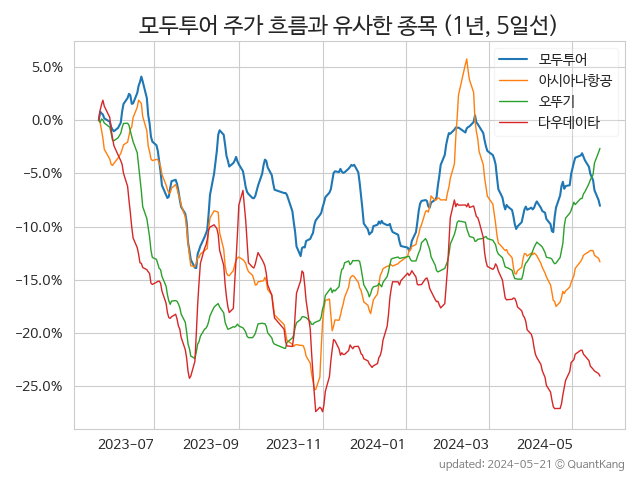 모두투어 주가 흐름과 유사한 종목 (1년, 5일선)
모두투어
아시아나항공
오뚜기
다우데이타
5.0%
0.0%
-5.0%
-10.0%
-15.0%
-20.0%
-25.0%
2023-07 2023-09 2023-11 2024-01 2024-03 2024-05
updated: 2024-05-21 © QuantKang